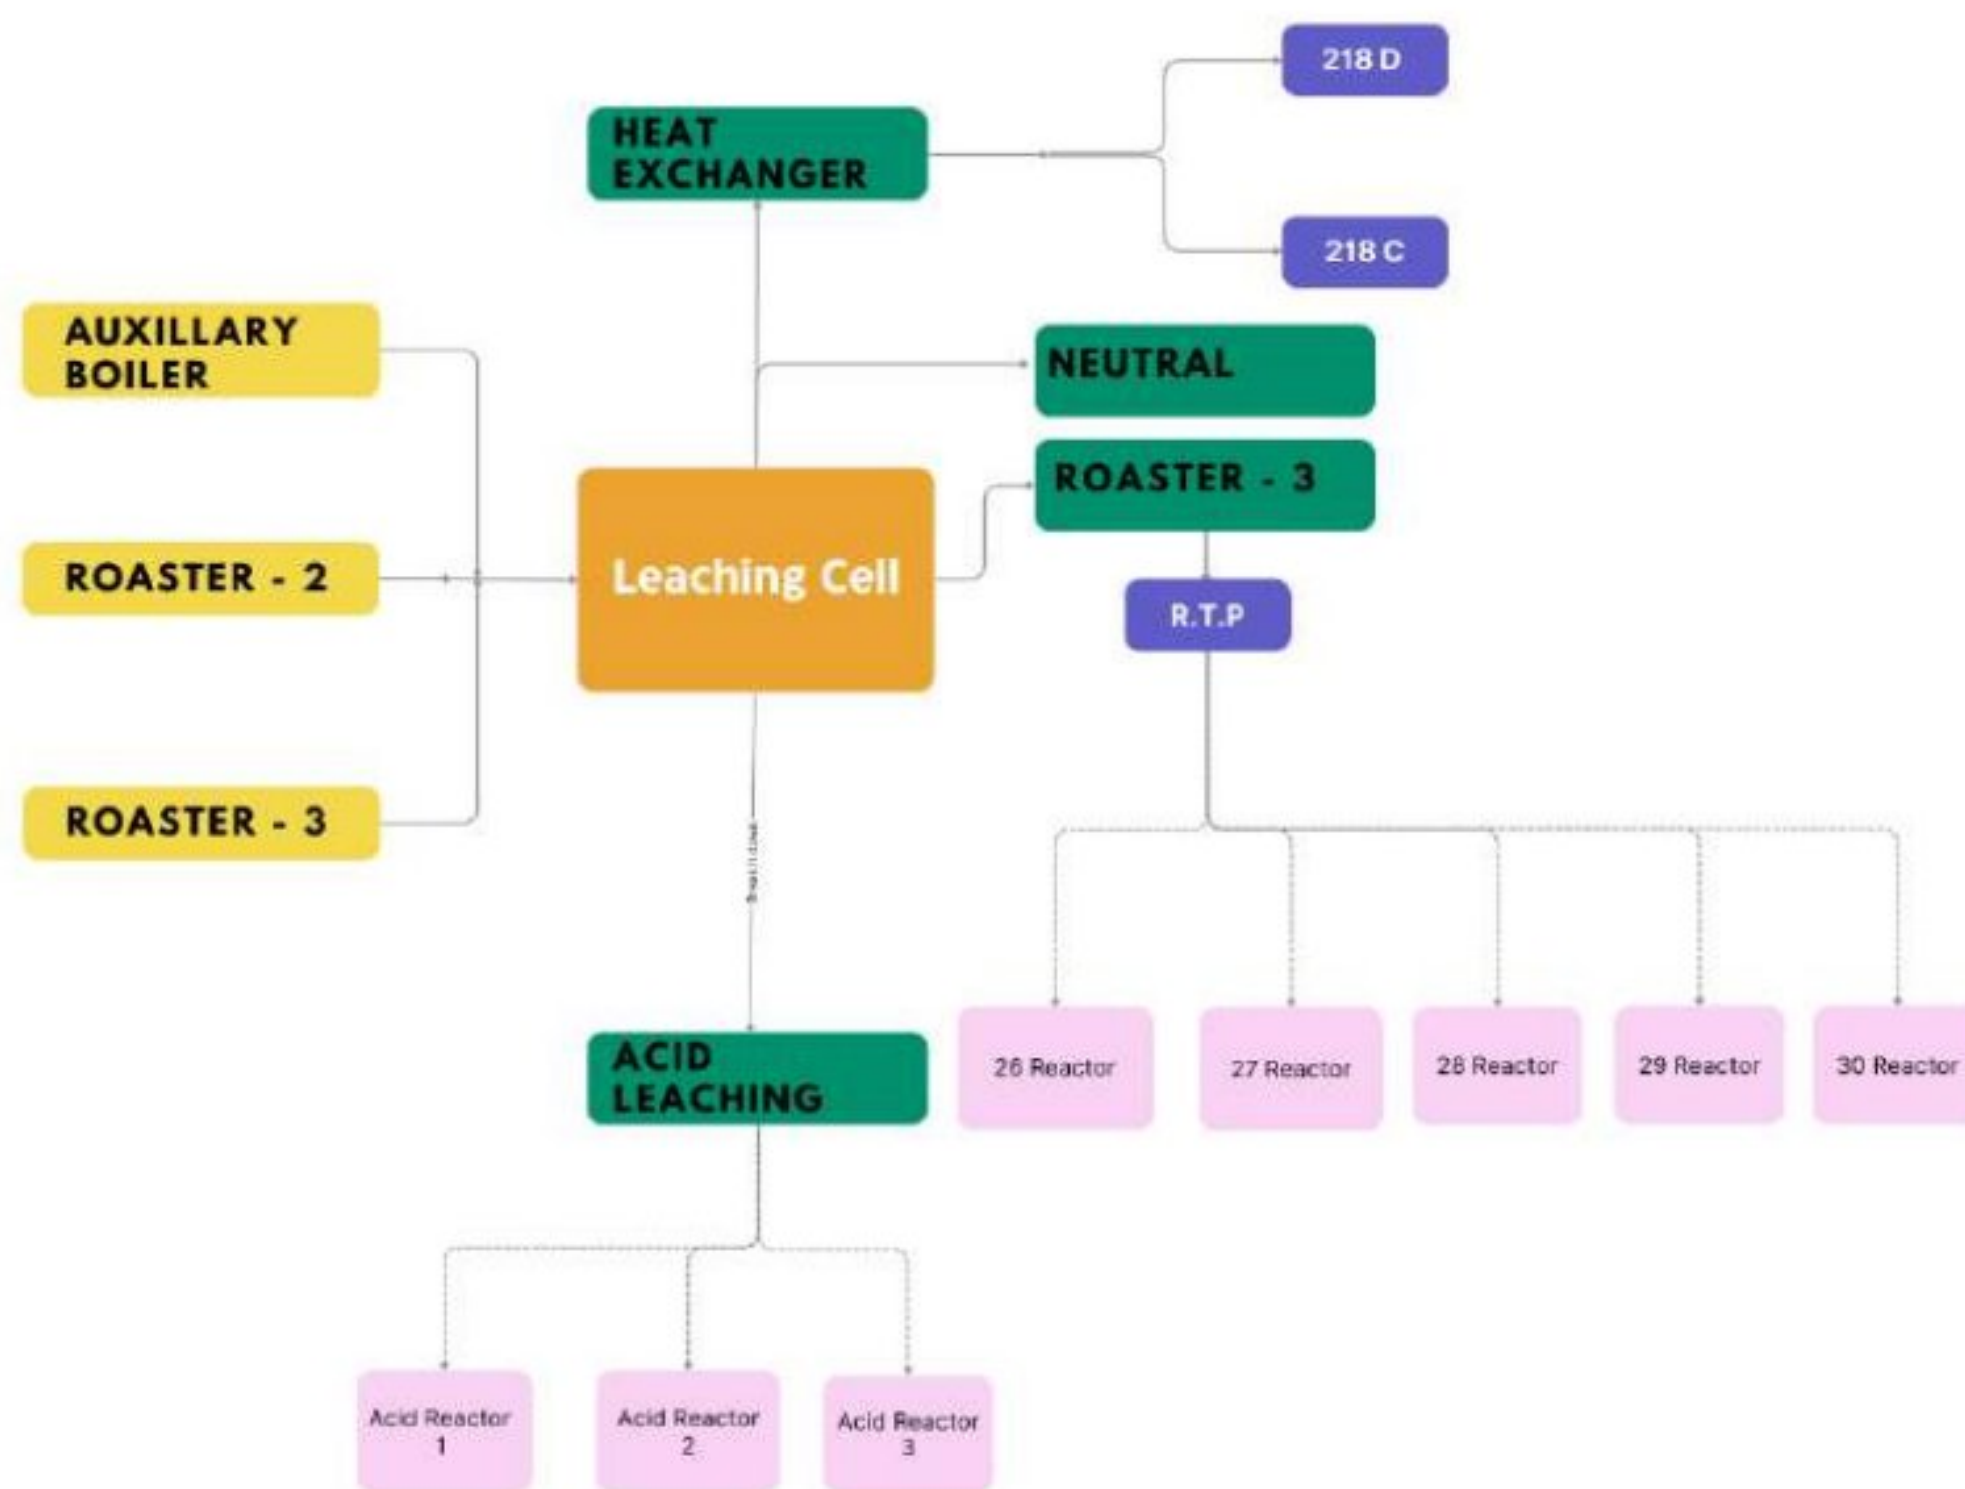 218 D
HEAT
EXCHANGER
218 C
AUXILLARY
BOILER
NEUTRAL
ROASTER - 3
ROASTER - 2
Leaching Cell
R.T.P
ROASTER - 3
ACID
LEACHING
26 Reactor
27 Reactor
28 Reactor
29 Reactor
30 Reactor
Acid Reactor
1
Acid Reactor
2
Acid Reactor
3